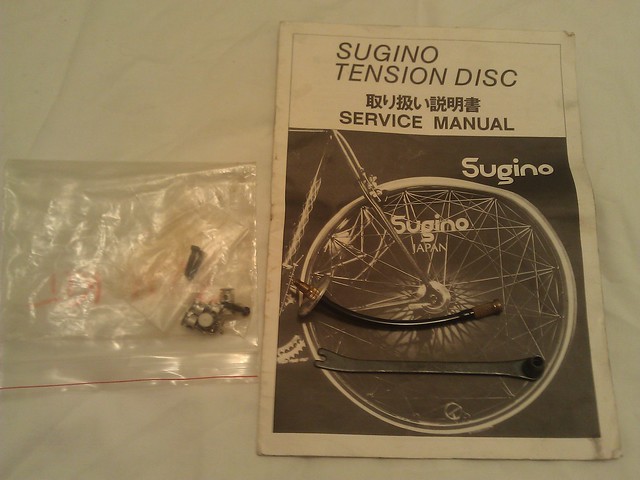 SUGINO
TENSION DISC
取り扱い説明書
SERVICE MANUAL
Sugino
Sugino
JAPAN